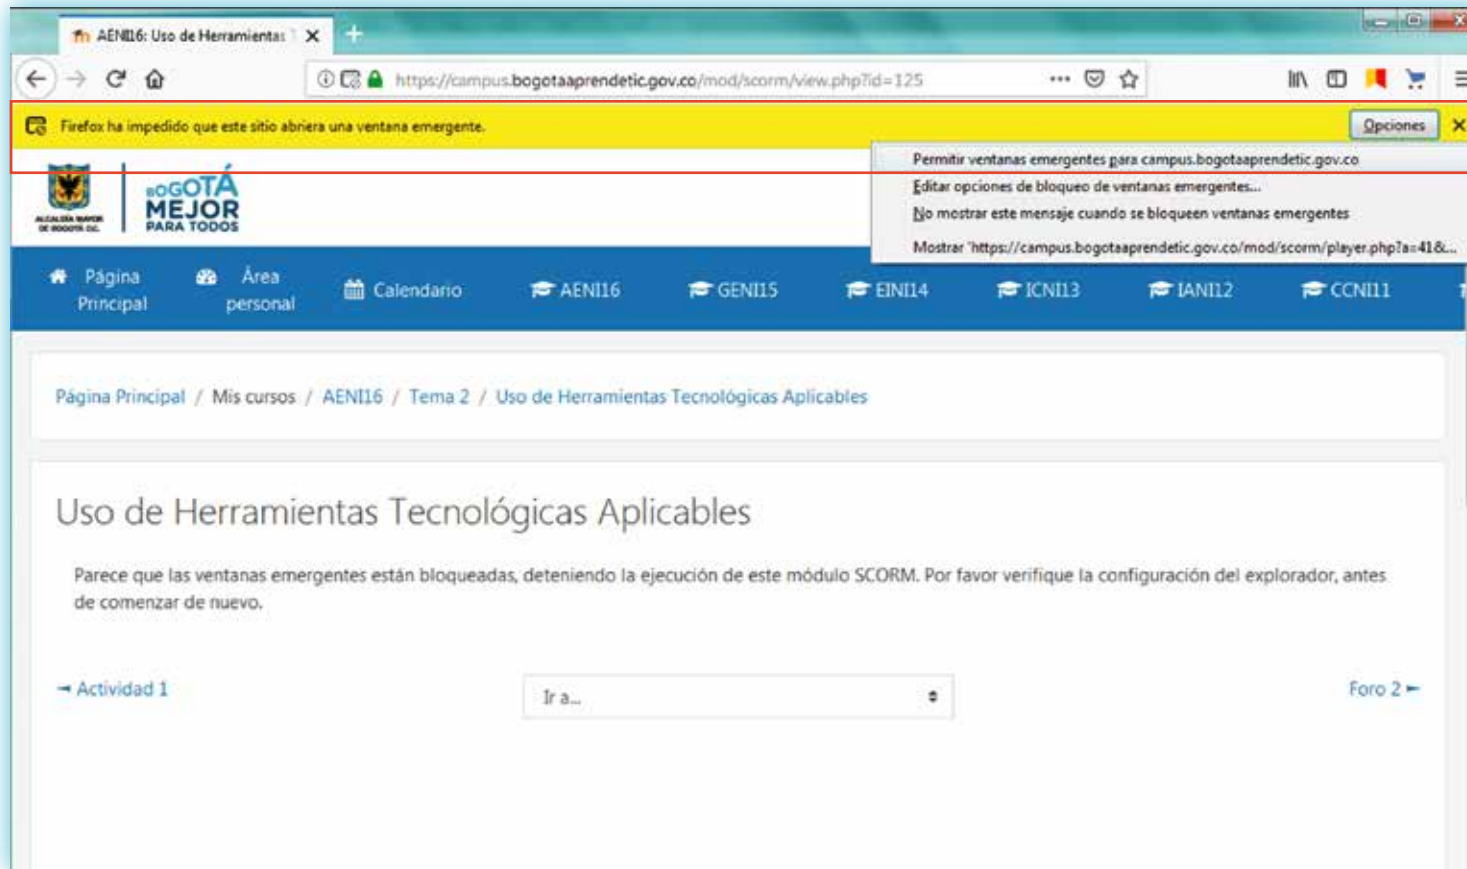 AENI16: Uso de Herramientas T
https://campus.bogotaaprendetic.gov.co/mod/scorm/view.php?id=125
Firefox ha impedido que este sitio abriera una ventana emergente.
Opciones
Permitir ventanas emergentes para campus.bogotaaprendetic.gov.co
Editar opciones de bloqueo de ventanas emergentes...
No mostrar este mensaje cuando se bloqueen ventanas emergentes
Mostrar 'https://campus.bogotaaprendetic.gov.co/mod/scorm/player.php?a=41&...
ALCALDÍA MAYOR
DE BOGOTÁ D.C.
BOGOTÁ
MEJOR
PARA TODOS
Página
Principal
Área
personal
Calendario
AENI16
GENI15
EINI14
ICNI13
IANI12
CCNI11
Página Principal / Mis cursos / AENI16 / Tema 2 / Uso de Herramientas Tecnológicas Aplicables
Uso de Herramientas Tecnológicas Aplicables
Parece que las ventanas emergentes están bloqueadas, deteniendo la ejecución de este módulo SCORM. Por favor verifique la configuración del explorador, antes
de comenzar de nuevo.
◄ Actividad 1
Ir a...
Foro 2 ►